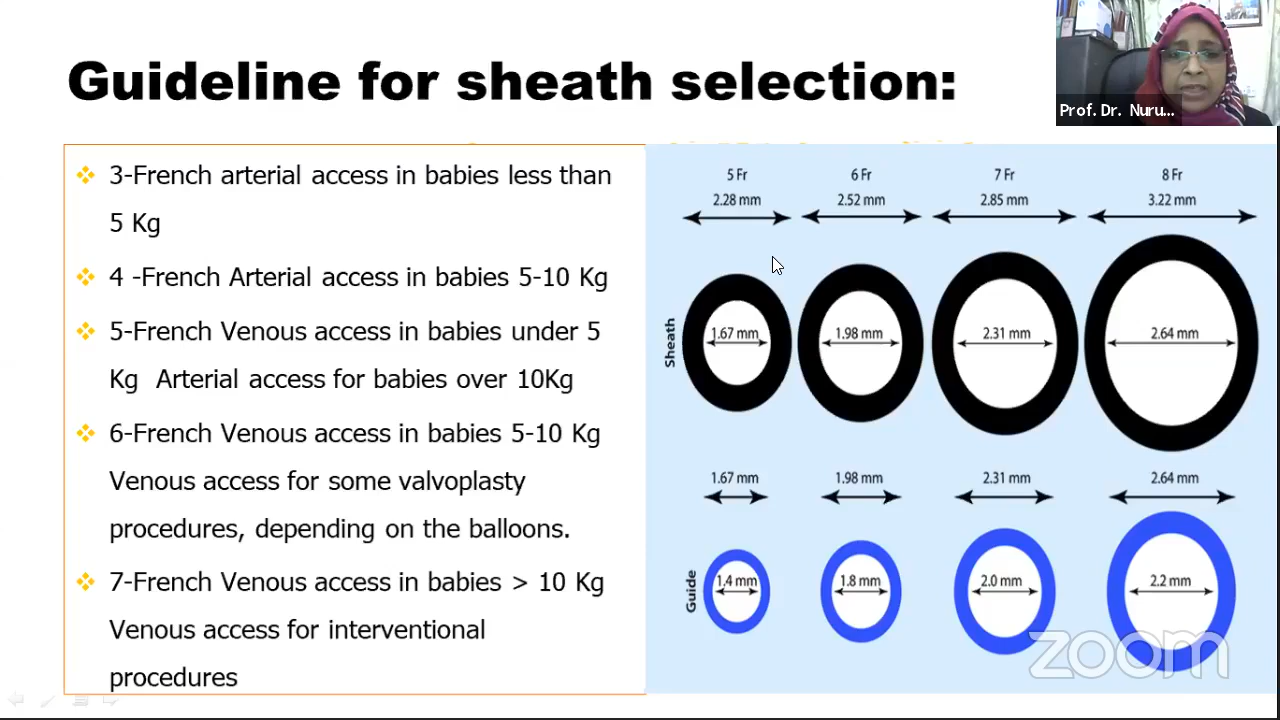 Guideline for sheath selection:
Prof. Dr. Nuru...
3-French arterial access in babies less than
5 Kg
4 -French Arterial access in babies 5-10 Kg
5-French Venous access in babies under 5
Kg Arterial access for babies over 10Kg
6-French Venous access in babies 5-10 Kg
Venous access for some valvoplasty
procedures, depending on the balloons.
7-French Venous access in babies > 10 Kg
Venous access for interventional
procedures
5 Fr 6 Fr 7 Fr 8 Fr
2.28 mm 2.52 mm 2.85 mm 3.22 mm
Sheath
1.67 mm 1.98 mm 2.31 mm 2.64 mm
1.67 mm 1.98 mm 2.31 mm 2.64 mm
Guide
1.4 mm 1.8 mm 2.0 mm 2.2 mm
zoom